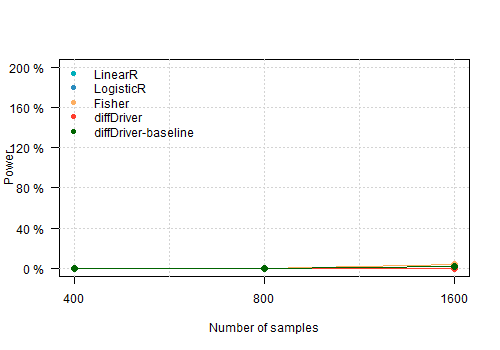 200 %
160 %
120 %
80 %
40 %
0 %
Power
LinearR
LogisticR
Fisher
diffDriver
diffDriver-baseline
400
800
1600
Number of samples